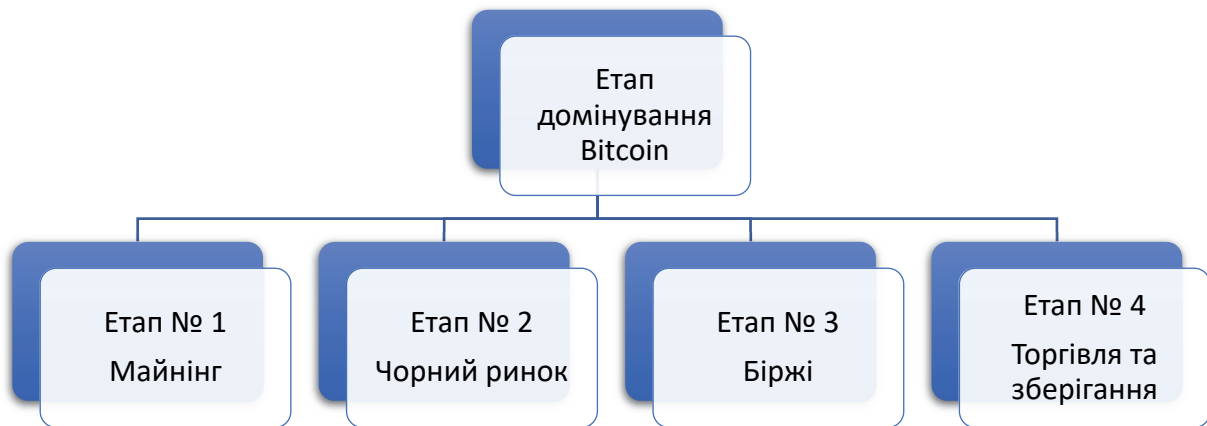 Етап
домінування
Bitcoin
Етап № 1
Майнінг
Етап № 2
Чорний ринок
Етап № 3
Біржі
Етап № 4
Торгівля та
зберігання